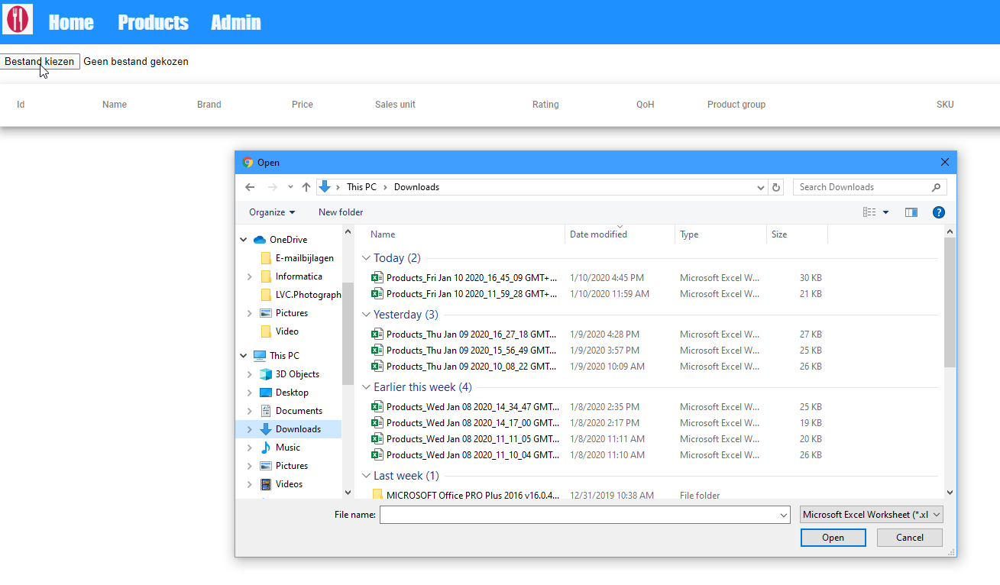 Home Products Admin
Bestand kiezen Geen bestand gekozen
Id Name Brand Price Sales unit Rating QoH Product group SKU
Open
This PC Downloads Search Downloads
Organize New folder
Name Date modified Type Size
OneDrive
E-mailbijlagen
Informatica
LVC.Photograph
Pictures
Video
This PC
3D Objects
Desktop
Documents
Downloads
Music
Pictures
Videos
Today (2)
Products_Fri Jan 10 2020_16_45_09 GMT+... 1/10/2020 4:45 PM Microsoft Excel W... 30 KB
Products_Fri Jan 10 2020_11_59_28 GMT+... 1/10/2020 11:59 AM Microsoft Excel W... 21 KB
Yesterday (3)
Products_Thu Jan 09 2020_16_27_18 GMT... 1/9/2020 4:28 PM Microsoft Excel W... 27 KB
Products_Thu Jan 09 2020_15_56_49 GMT... 1/9/2020 3:57 PM Microsoft Excel W... 25 KB
Products_Thu Jan 09 2020_10_08_22 GMT... 1/9/2020 10:09 AM Microsoft Excel W... 26 KB
Earlier this week (4)
Products_Wed Jan 08 2020_14_34_47 GMT... 1/8/2020 2:35 PM Microsoft Excel W... 25 KB
Products_Wed Jan 08 2020_14_17_00 GMT... 1/8/2020 2:17 PM Microsoft Excel W... 19 KB
Products_Wed Jan 08 2020_11_11_05 GMT... 1/8/2020 11:11 AM Microsoft Excel W... 20 KB
Products_Wed Jan 08 2020_11_10_04 GMT... 1/8/2020 11:10 AM Microsoft Excel W... 26 KB
Last week (1)
MICROSOFT Office PRO Plus 2016 v16.0.4... 12/31/2019 10:38 AM File folder
File name: Microsoft Excel Worksheet (*.xl
Open Cancel